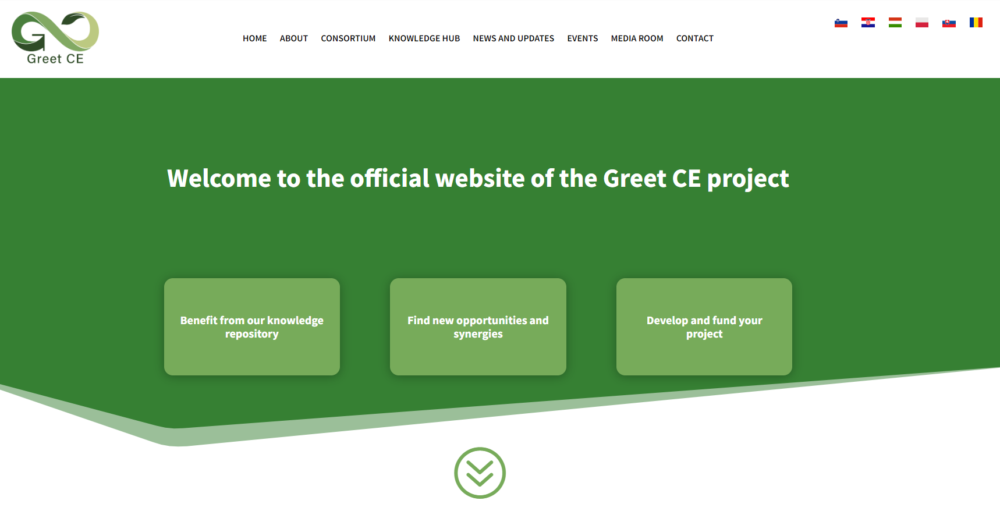 Greet CE
HOME ABOUT CONSORTIUM KNOWLEDGE HUB NEWS AND UPDATES EVENTS MEDIA ROOM CONTACT
Welcome to the official website of the Greet CE project
Benefit from our knowledge
repository
Find new opportunities and
synergies
Develop and fund your
project